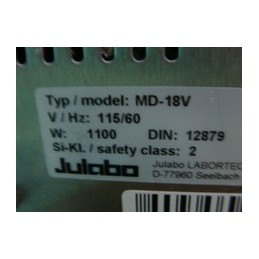 Typ / model: MD-18V
V / Hz: 115/60
W: 1100 DIN: 12879
Si-Kl. / safety class: 2
Julabo Julabo LABORTEC
D-77960 Seelbach